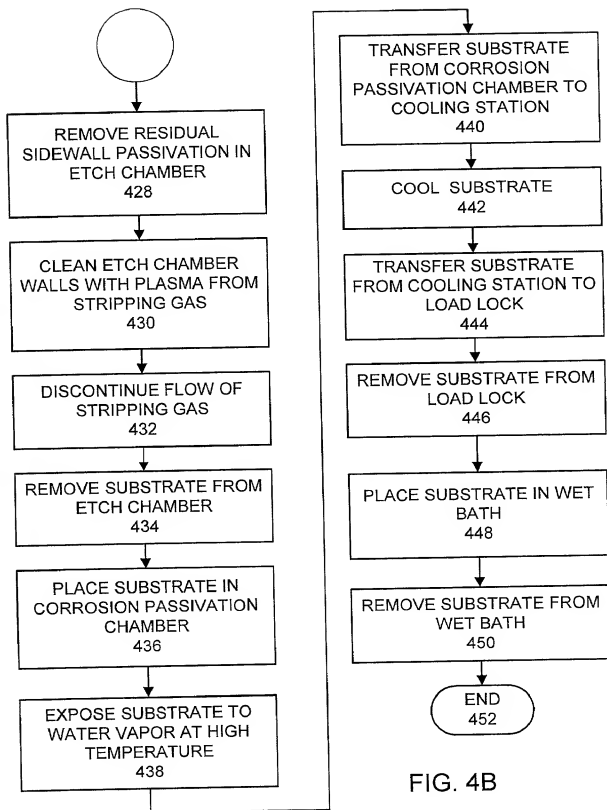 REMOVE RESIDUAL
SIDEWALL PASSIVATION IN
ETCH CHAMBER
428
CLEAN ETCH CHAMBER
WALLS WITH PLASMA FROM
STRIPPING GAS
430
DISCONTINUE FLOW OF
STRIPPING GAS
432
REMOVE SUBSTRATE FROM
ETCH CHAMBER
434
PLACE SUBSTRATE IN
CORROSION PASSIVATION
CHAMBER
436
EXPOSE SUBSTRATE TO
WATER VAPOR AT HIGH
TEMPERATURE
438
TRANSFER SUBSTRATE
FROM CORROSION
PASSIVATION CHAMBER TO
COOLING STATION
440
COOL SUBSTRATE
442
TRANSFER SUBSTRATE
FROM COOLING STATION TO
LOAD LOCK
444
REMOVE SUBSTRATE FROM
LOAD LOCK
446
PLACE SUBSTRATE IN WET
BATH
448
REMOVE SUBSTRATE FROM
WET BATH
450
END
452
FIG. 4B